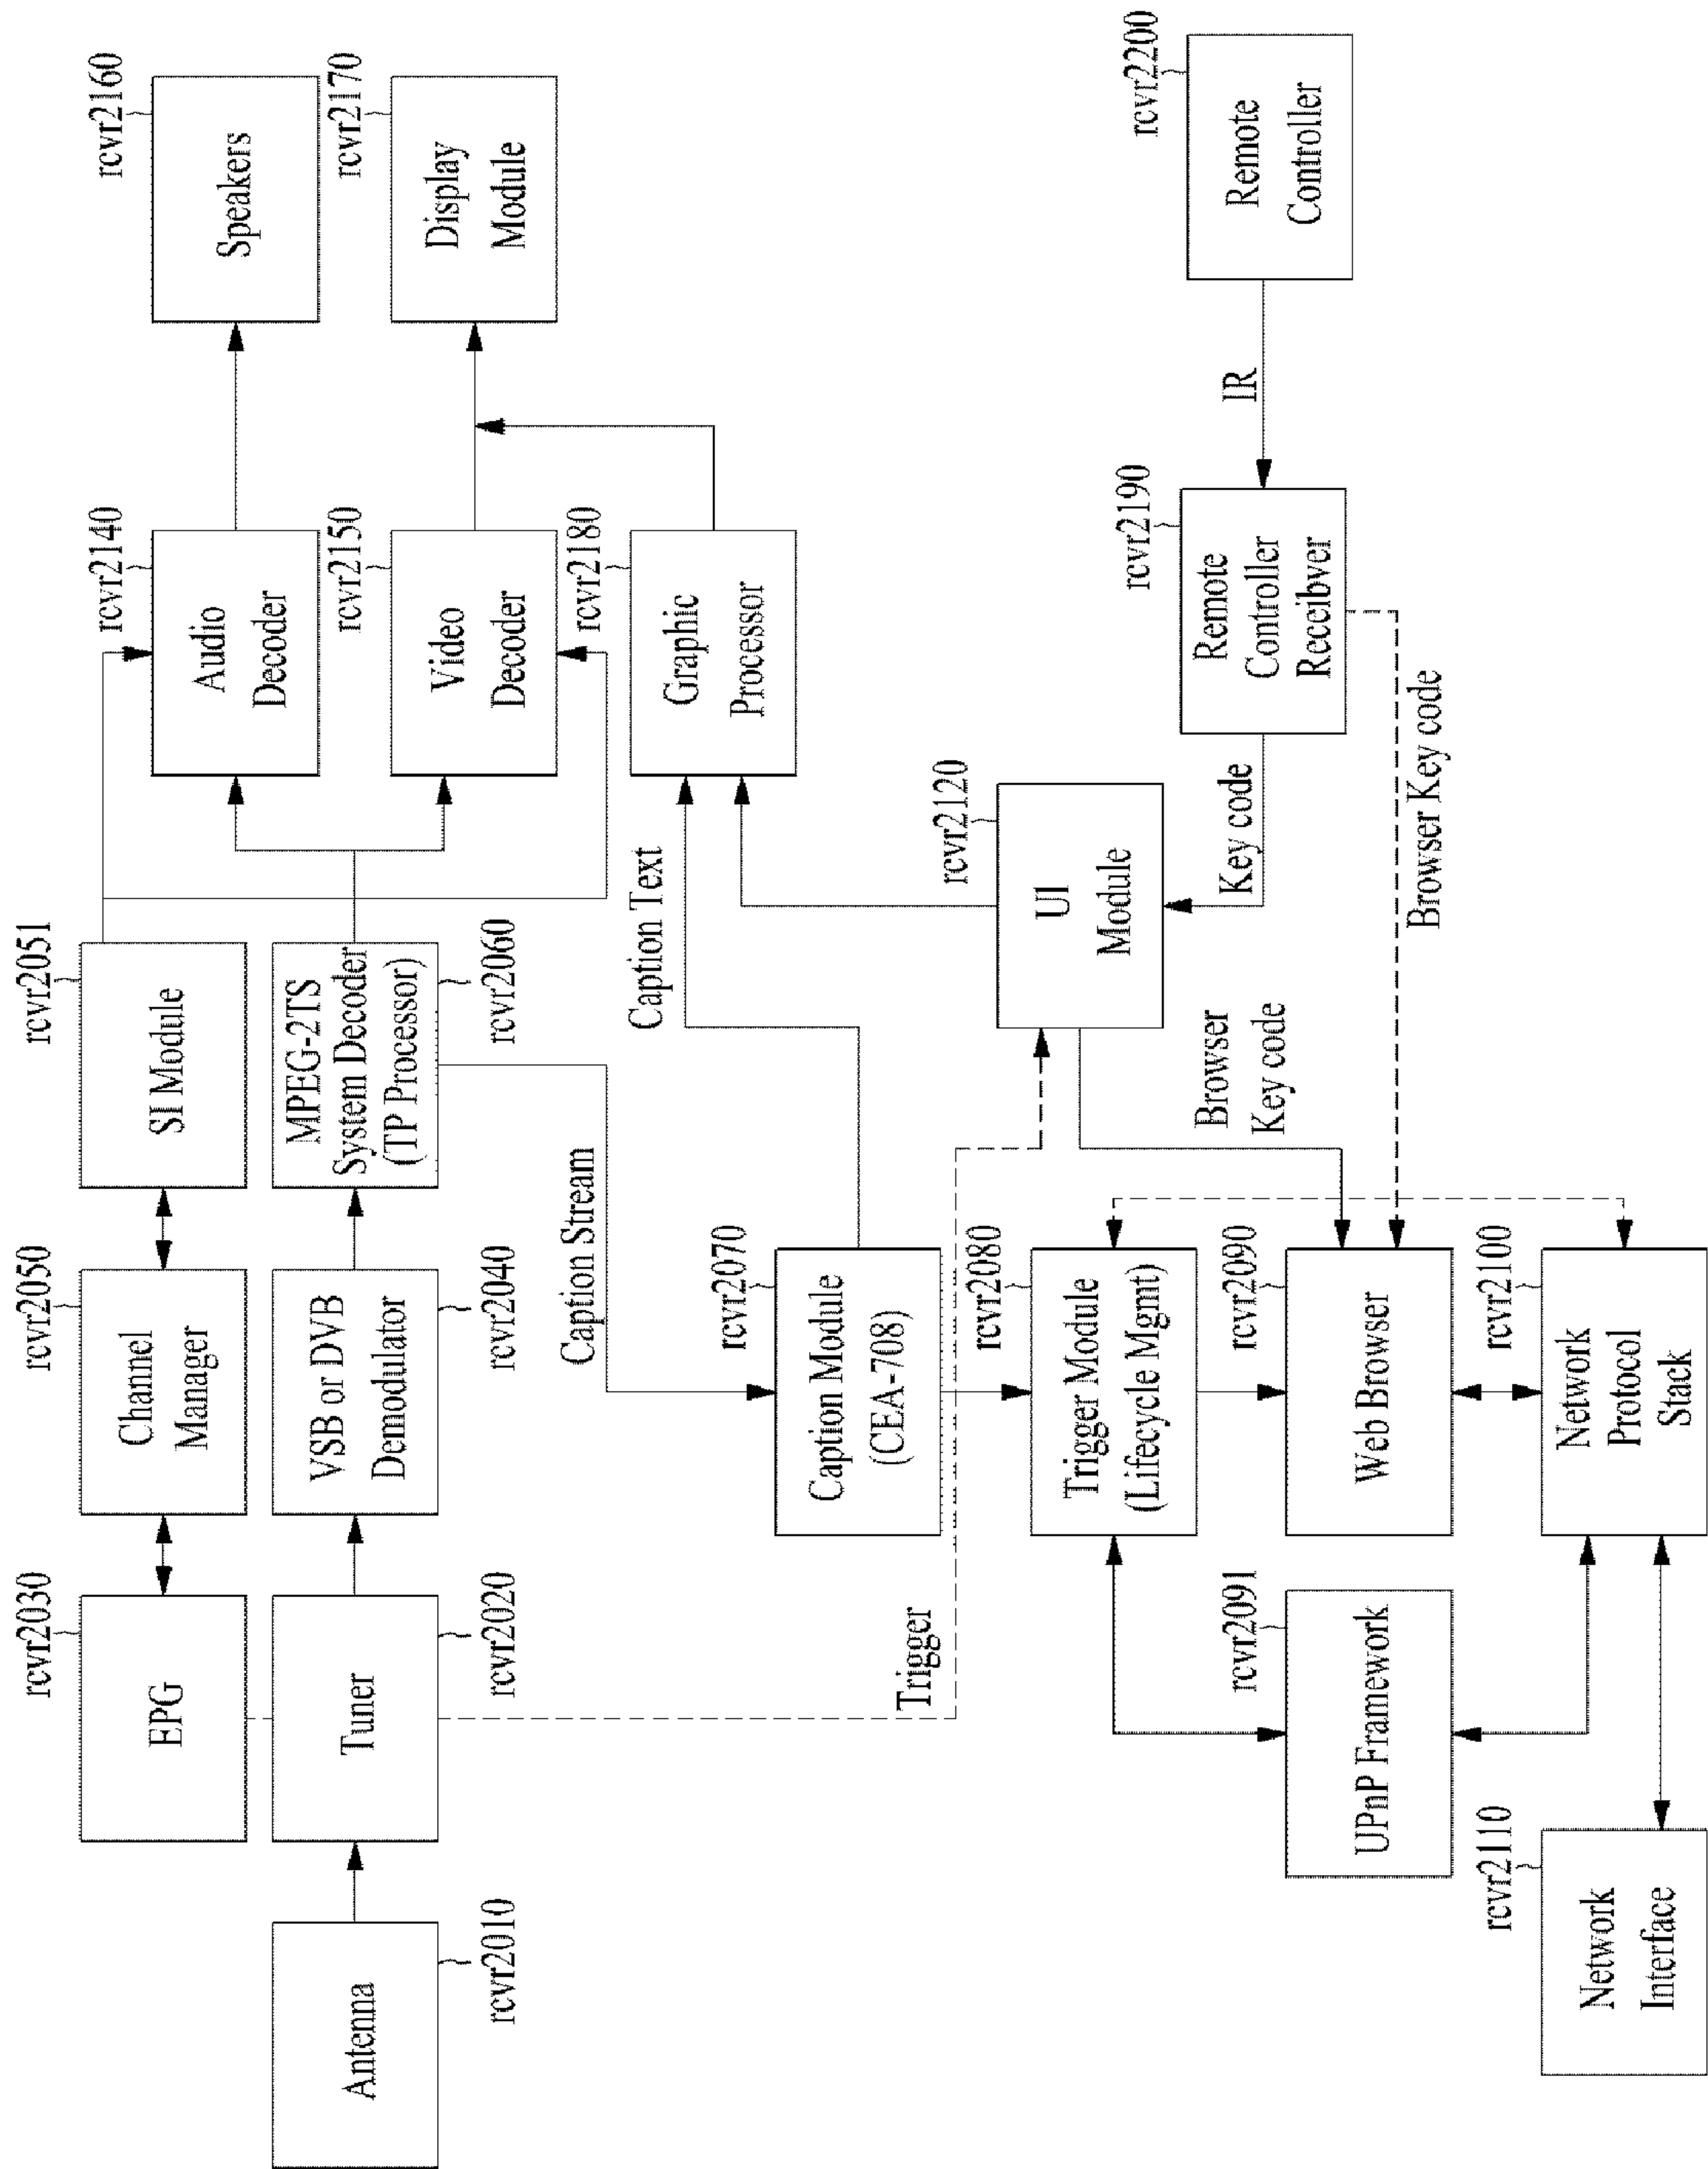 rcvr2030
EPG
rcvr2050
Channel
Manager
rcvr2051
SI Module
rcvr2140
Audio
Decoder
rcvr2160
Speakers
Antenna
rcvr2010
Tuner
rcvr2020
VSB or DVB
Demodulator
rcvr2040
MPEG-2TS
System Decoder
(TP Processor)
rcvr2060
rcvr2150
Video
Decoder
rcvr2170
Display
Module
Caption Stream
Caption Text
rcvr2180
Graphic
Processor
Trigger
rcvr2070
Caption Module
(CEA-708)
rcvr2120
UI
Module
rcvr2080
Trigger Module
(Lifecycle Mgmt)
Browser
Key code
Key code
rcvr2190
Remote
Controller
Receibver
IR
rcvr2200
Remote
Controller
rcvr2091
UPnP Framework
rcvr2090
Web Browser
Browser Key code
rcvr2110
Network
Interface
rcvr2100
Network
Protocol
Stack